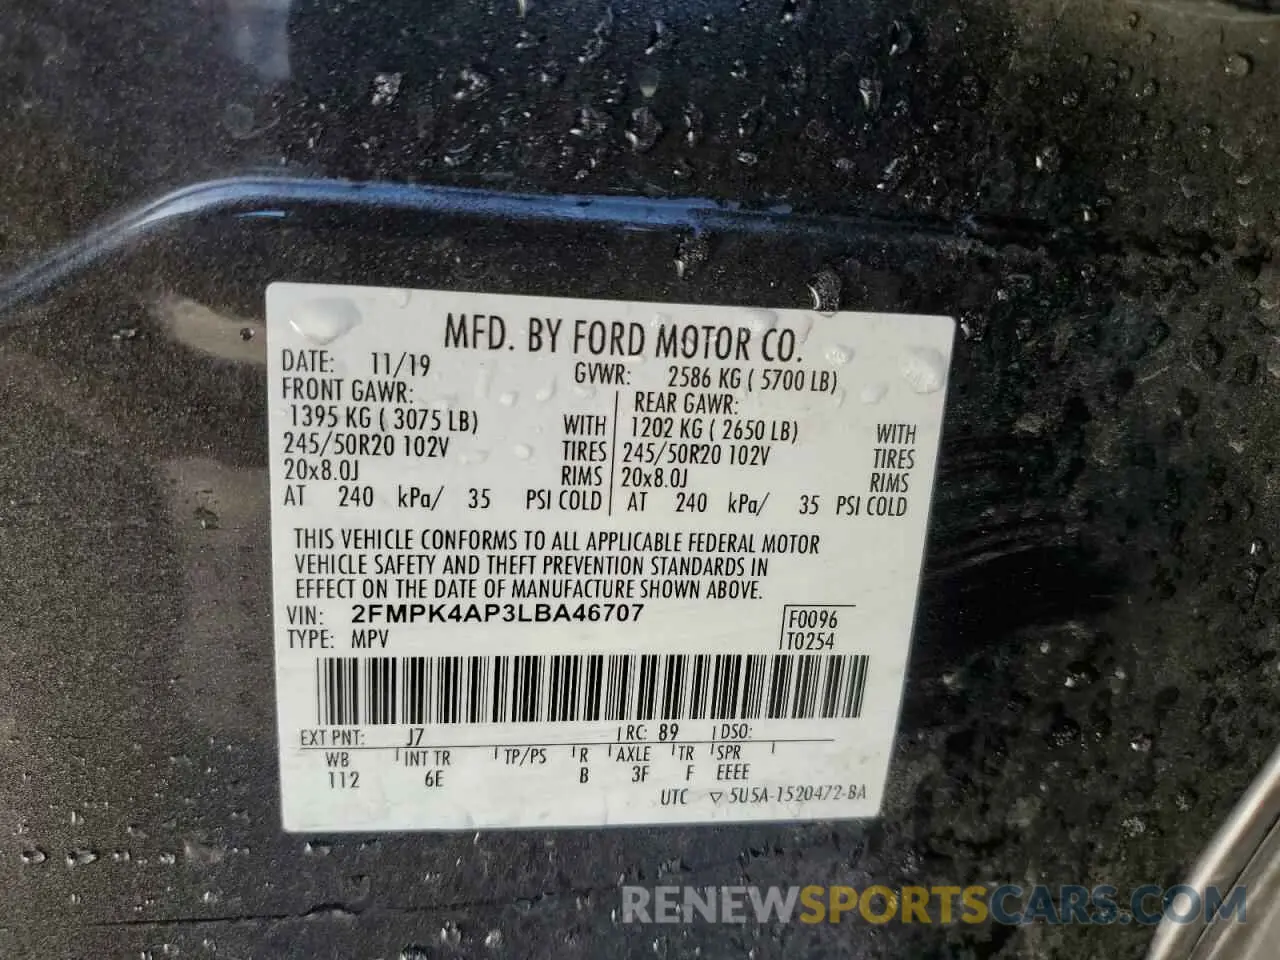 MFD. BY FORD MOTOR CO.
DATE: 11/19 GVWR: 2586 KG ( 5700 LB)
FRONT GAWR: REAR GAWR:
1395 KG ( 3075 LB) WITH 1202 KG ( 2650 LB) WITH
245/50R20 102V TIRES 245/50R20 102V TIRES
20x8.0J RIMS 20x8.0J RIMS
AT 240 kPa/ 35 PSI COLD AT 240 kPa/ 35 PSI COLD
THIS VEHICLE CONFORMS TO ALL APPLICABLE FEDERAL MOTOR
VEHICLE SAFETY AND THEFT PREVENTION STANDARDS IN
EFFECT ON THE DATE OF MANUFACTURE SHOWN ABOVE.
VIN: 2FMPK4AP3LBA46707 F0096
TYPE: MPV T0254
EXT PNT: J7 RC: 89 DSO:
WB INT TR TP/PS R AXLE TR SPR
112 6E B 3F F EEEE
UTC ▽ 5U5A-1520472-BA
RENEWSPORTSCARS.COM